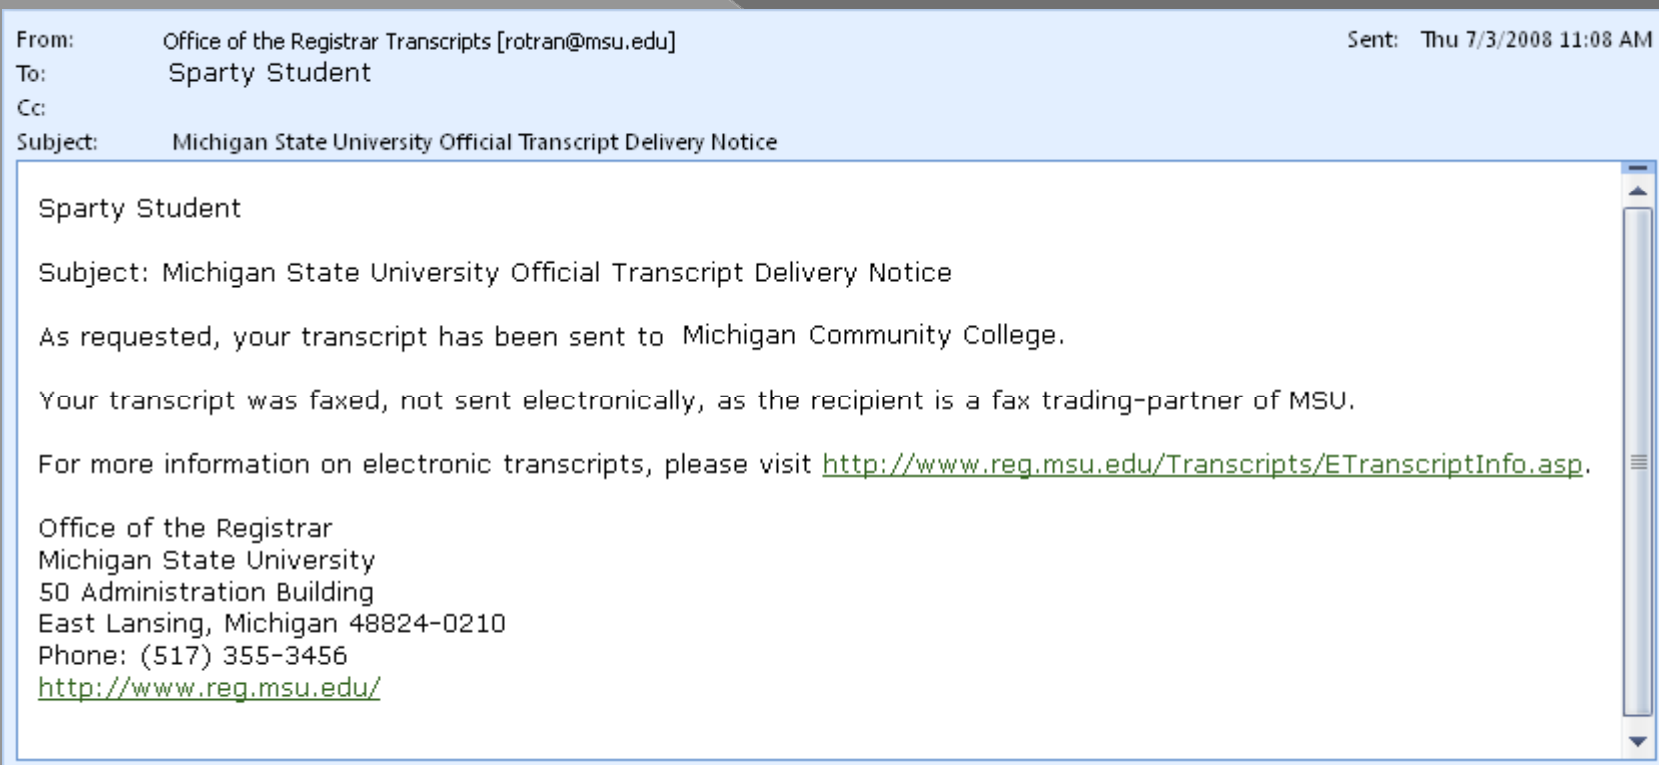 From: Office of the Registrar Transcripts [rotran@msu.edu] Sent: Thu 7/3/2008 11:08 AM
To: Sparty Student
Cc:
Subject: Michigan State University Official Transcript Delivery Notice
Sparty Student
Subject: Michigan State University Official Transcript Delivery Notice
As requested, your transcript has been sent to Michigan Community College.
Your transcript was faxed, not sent electronically, as the recipient is a fax trading-partner of MSU.
For more information on electronic transcripts, please visit http://www.reg.msu.edu/Transcripts/ETranscriptInfo.asp.
Office of the Registrar
Michigan State University
50 Administration Building
East Lansing, Michigan 48824-0210
Phone: (517) 355-3456
http://www.reg.msu.edu/